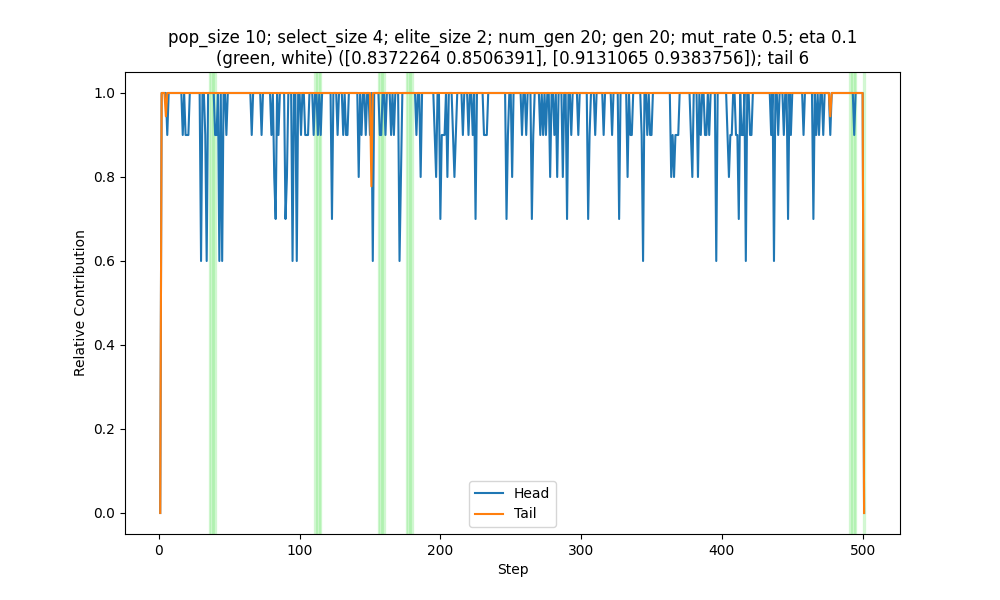 pop_size 10; select_size 4; elite_size 2; num_gen 20; gen 20; mut_rate 0.5; eta 0.1
(green, white) ([0.8372264 0.8506391], [0.9131065 0.9383756]); tail 6
Relative Contribution
1.0
0.8
0.6
0.4
0.2
0.0
Head
Tail
0 100 200 300 400 500
Step